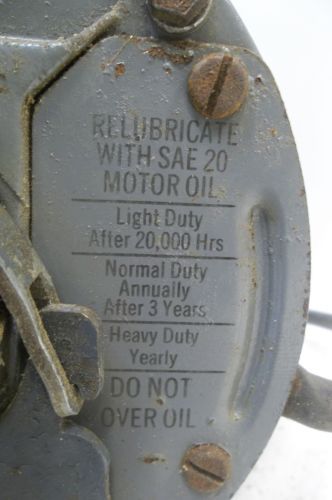 RELUBRICATE
WITH SAE 20
MOTOR OIL
Light Duty
After 20,000 Hrs
Normal Duty
Annually
After 3 Years
Heavy Duty
Yearly
DO NOT
OVER OIL